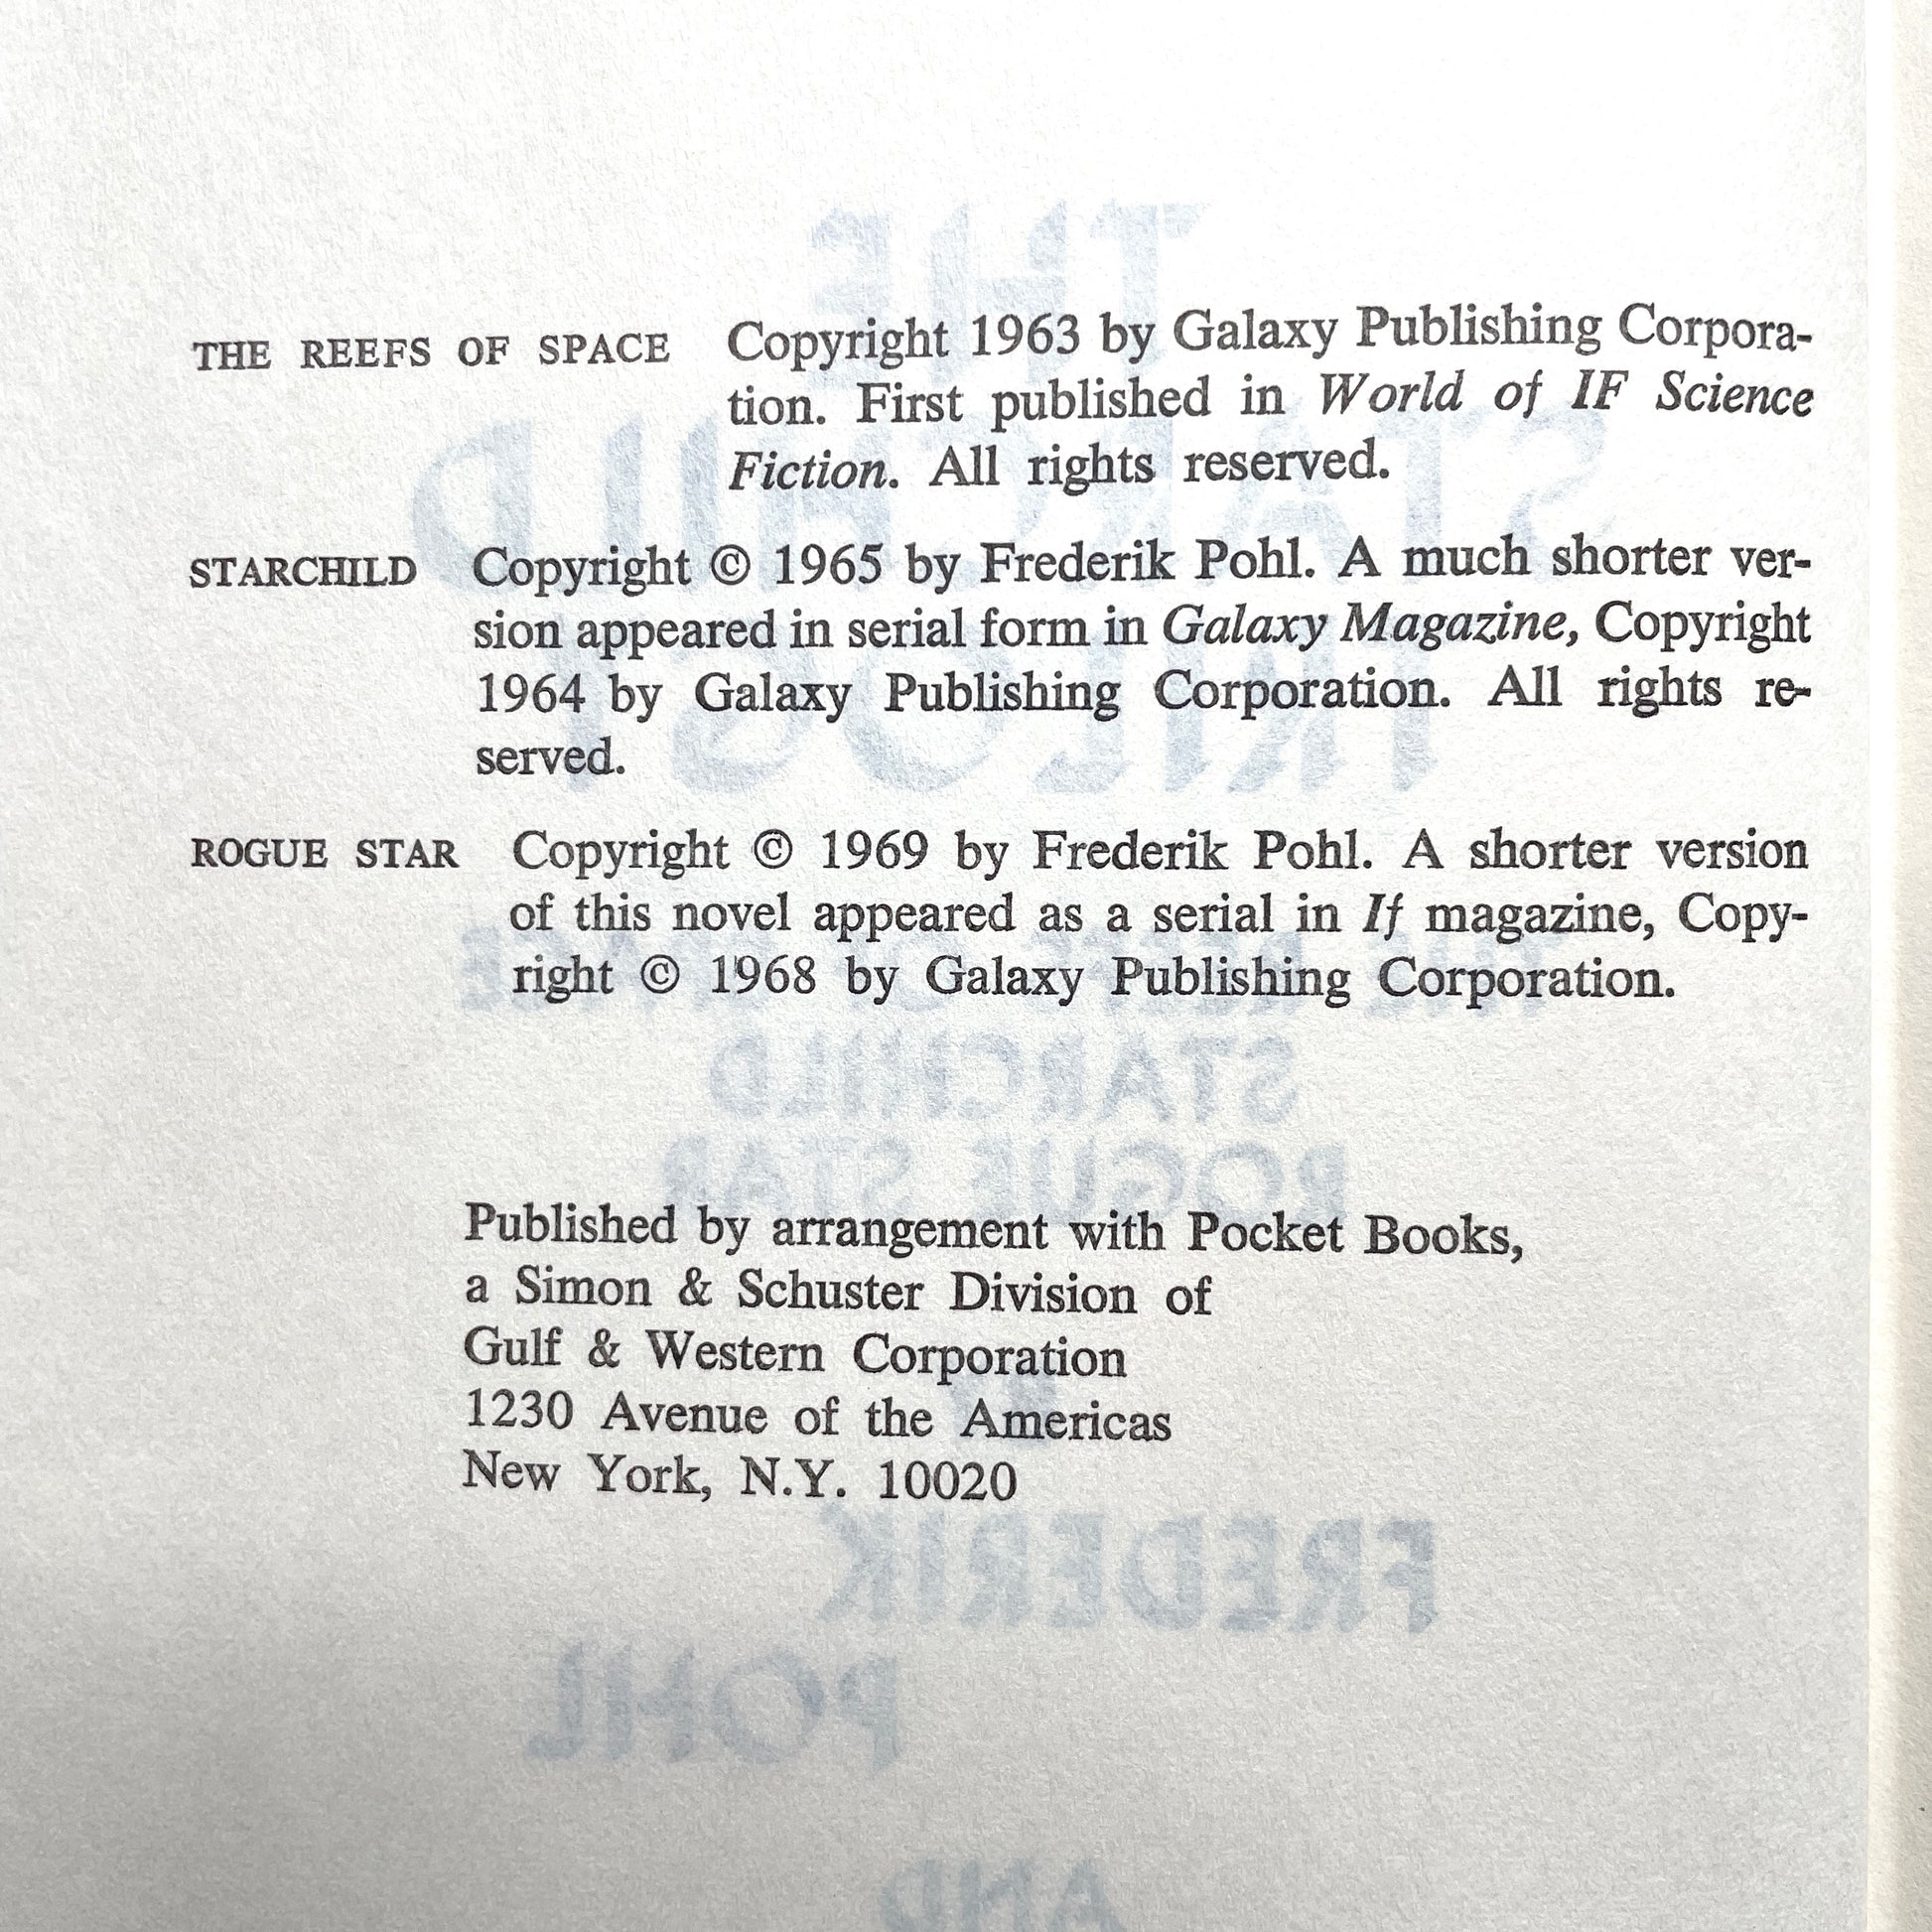 THE REEFS OF SPACE Copyright 1963 by Galaxy Publishing Corpora-
tion. First published in World of IF Science
Fiction. All rights reserved.
STARCHILD Copyright © 1965 by Frederik Pohl. A much shorter ver-
sion appeared in serial form in Galaxy Magazine, Copyright
1964 by Galaxy Publishing Corporation. All rights re-
served.
ROGUE STAR Copyright © 1969 by Frederik Pohl. A shorter version
of this novel appeared as a serial in If magazine, Copy-
right © 1968 by Galaxy Publishing Corporation.
Published by arrangement with Pocket Books,
a Simon & Schuster Division of
Gulf & Western Corporation
1230 Avenue of the Americas
New York, N.Y. 10020